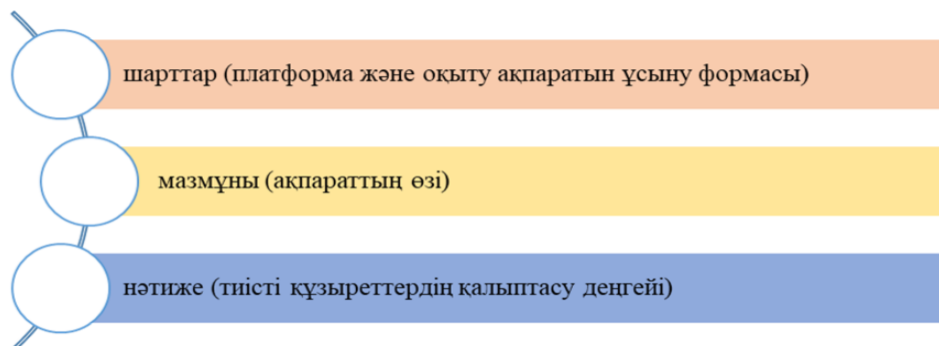 шарттар (платформа және оқыту ақпаратын ұсыну формасы)
мазмұны (ақпараттың өзі)
нәтиже (тиісті құзыреттердің қалыптасу деңгейі)